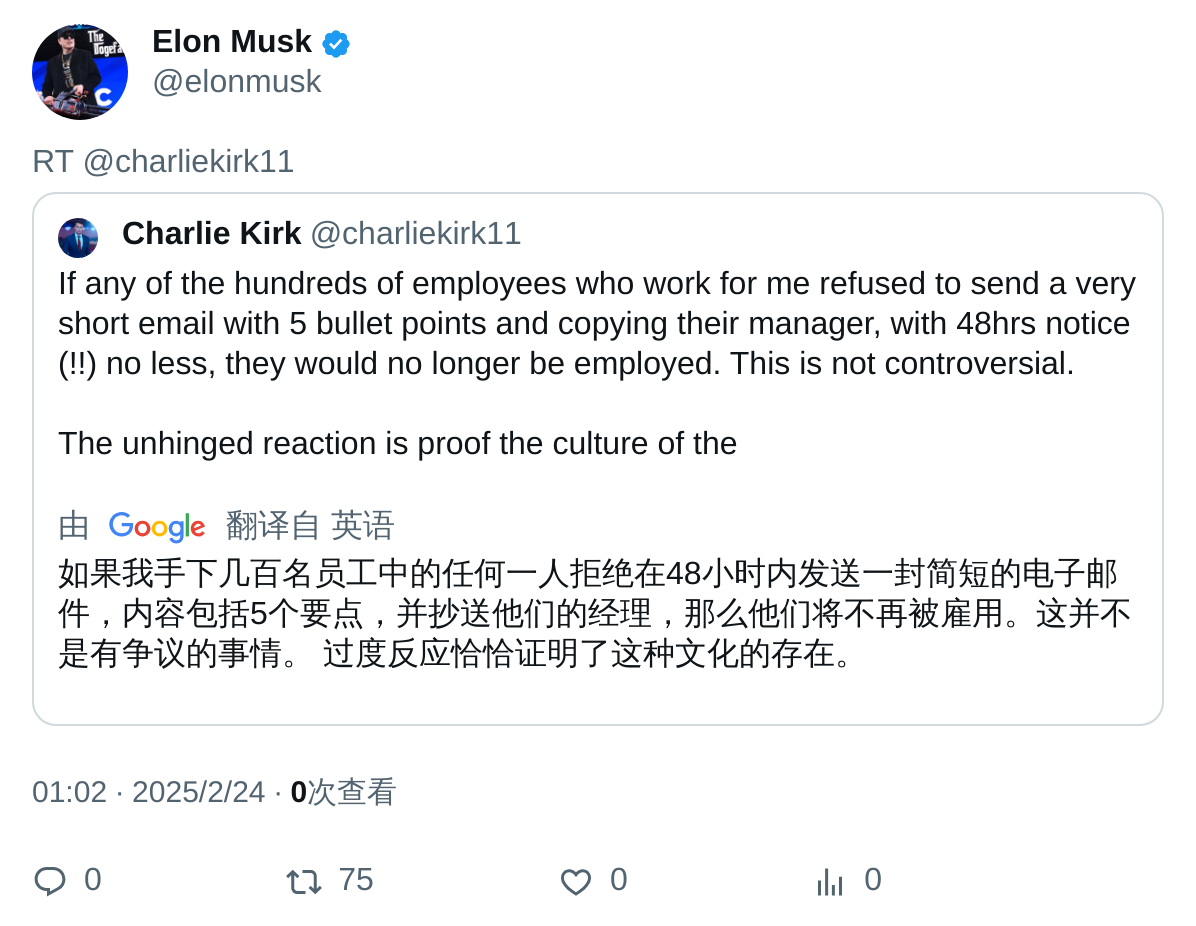 The
Dogefa
C
Elon Musk
@elonmusk
RT @charliekirk11
Charlie Kirk @charliekirk11
If any of the hundreds of employees who work for me refused to send a very
short email with 5 bullet points and copying their manager, with 48hrs notice
(!!) no less, they would no longer be employed. This is not controversial.
The unhinged reaction is proof the culture of the
由 Google 翻译自 英语
如果我手下几百名员工中的任何一人拒绝在48小时内发送一封简短的电子邮
件，内容包括5个要点，并抄送他们的经理，那么他们将不再被雇用。这并不
是有争议的事情。 过度反应恰恰证明了这种文化的存在。
01:02 · 2025/2/24 · 0次查看
0 75 0 0